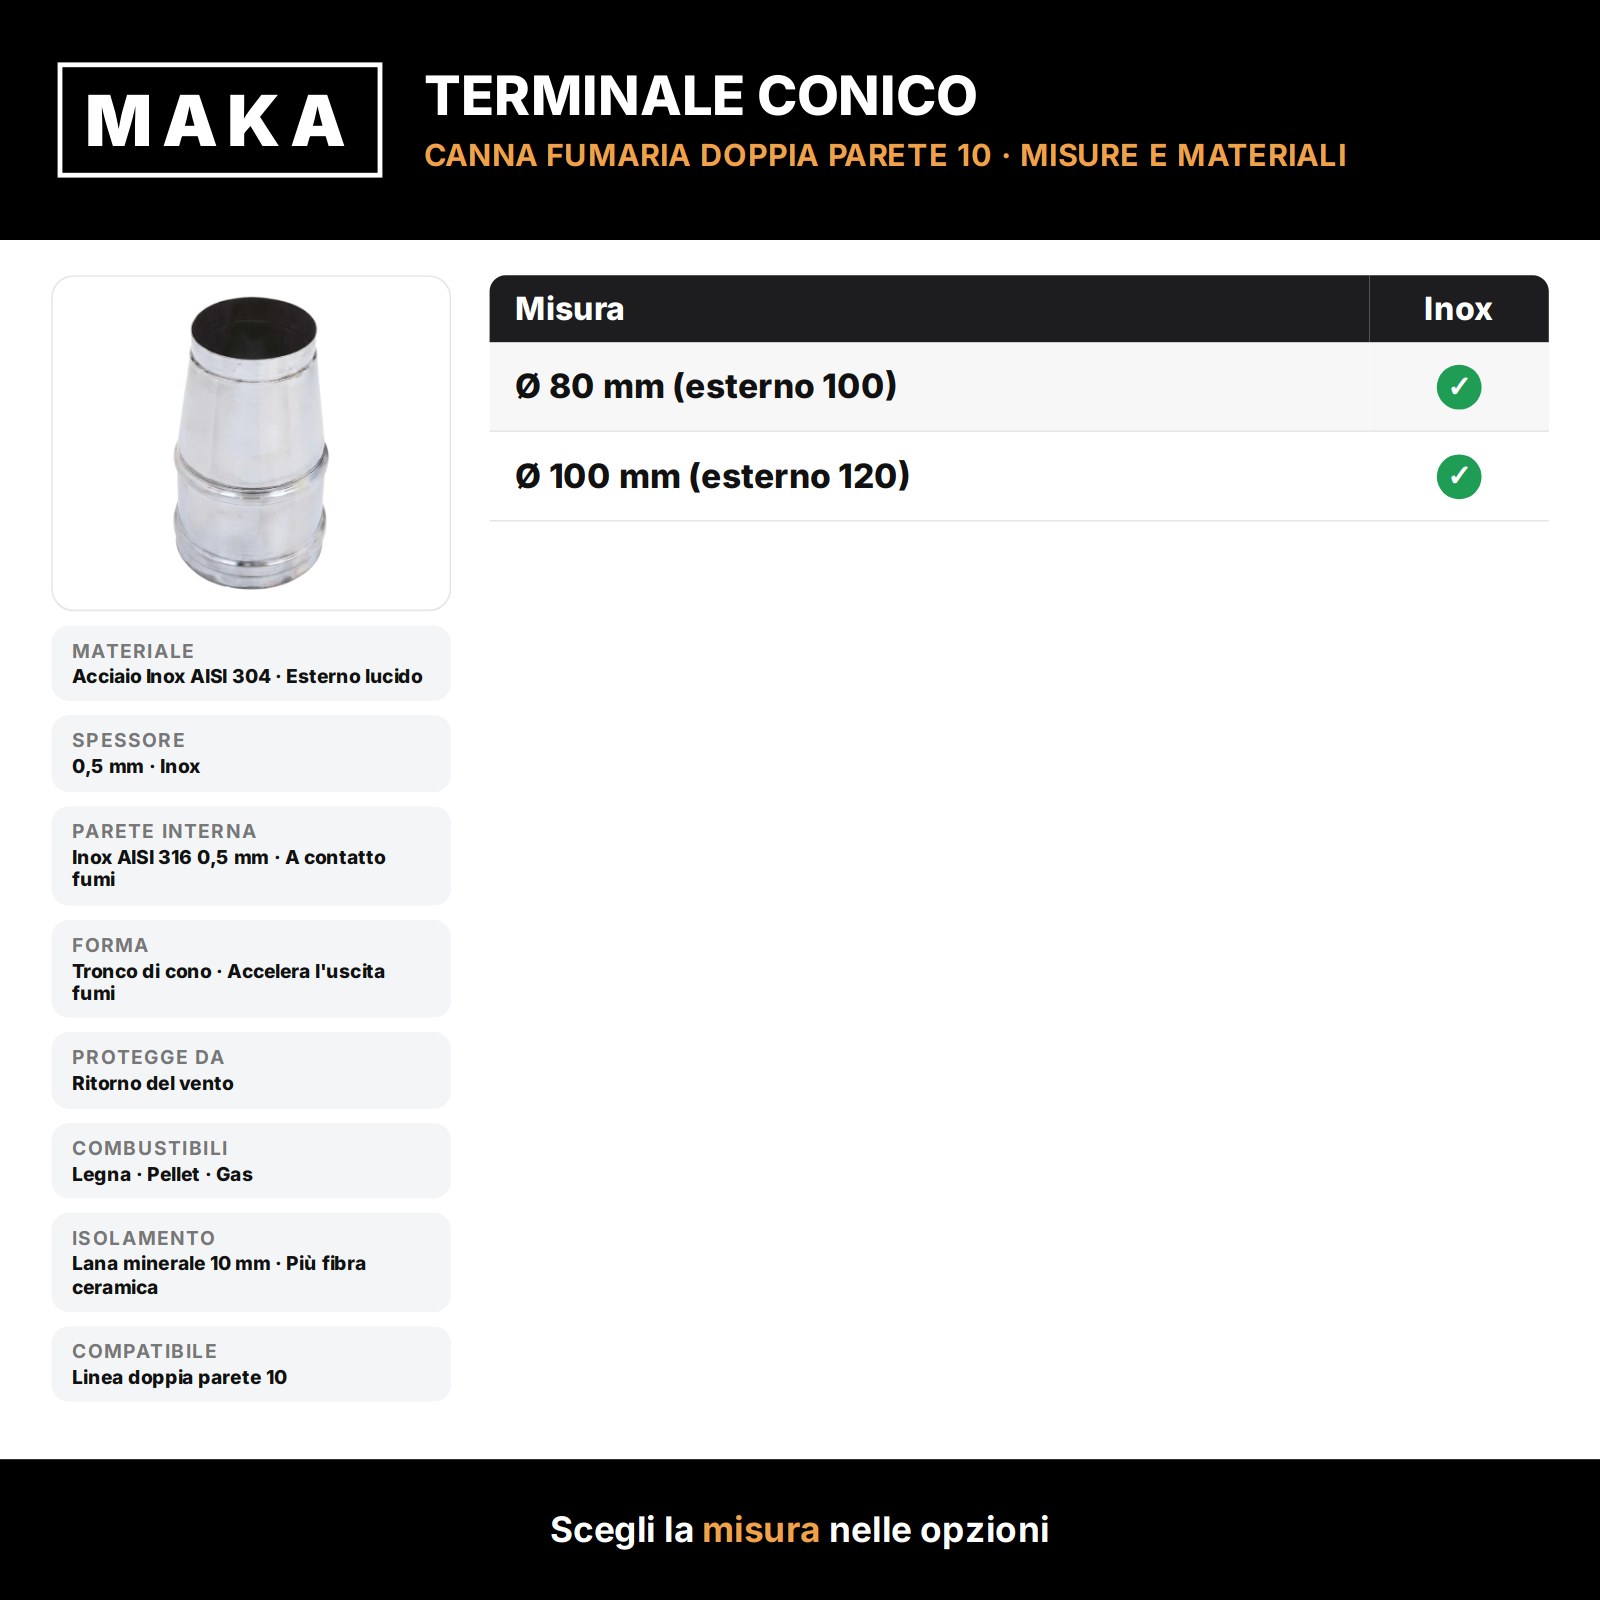 MAKA
TERMINALE CONICO
CANNA FUMARIA DOPPIA PARETE 10 · MISURE E MATERIALI
Misura Inox
Ø 80 mm (esterno 100) ✓
Ø 100 mm (esterno 120) ✓
MATERIALE
Acciaio Inox AISI 304 · Esterno lucido
SPESSORE
0,5 mm · Inox
PARETE INTERNA
Inox AISI 316 0,5 mm · A contatto
fumi
FORMA
Tronco di cono · Accelera l'uscita
fumi
PROTEGGE DA
Ritorno del vento
COMBUSTIBILI
Legna · Pellet · Gas
ISOLAMENTO
Lana minerale 10 mm · Più fibra
ceramica
COMPATIBILE
Linea doppia parete 10
Scegli la misura nelle opzioni